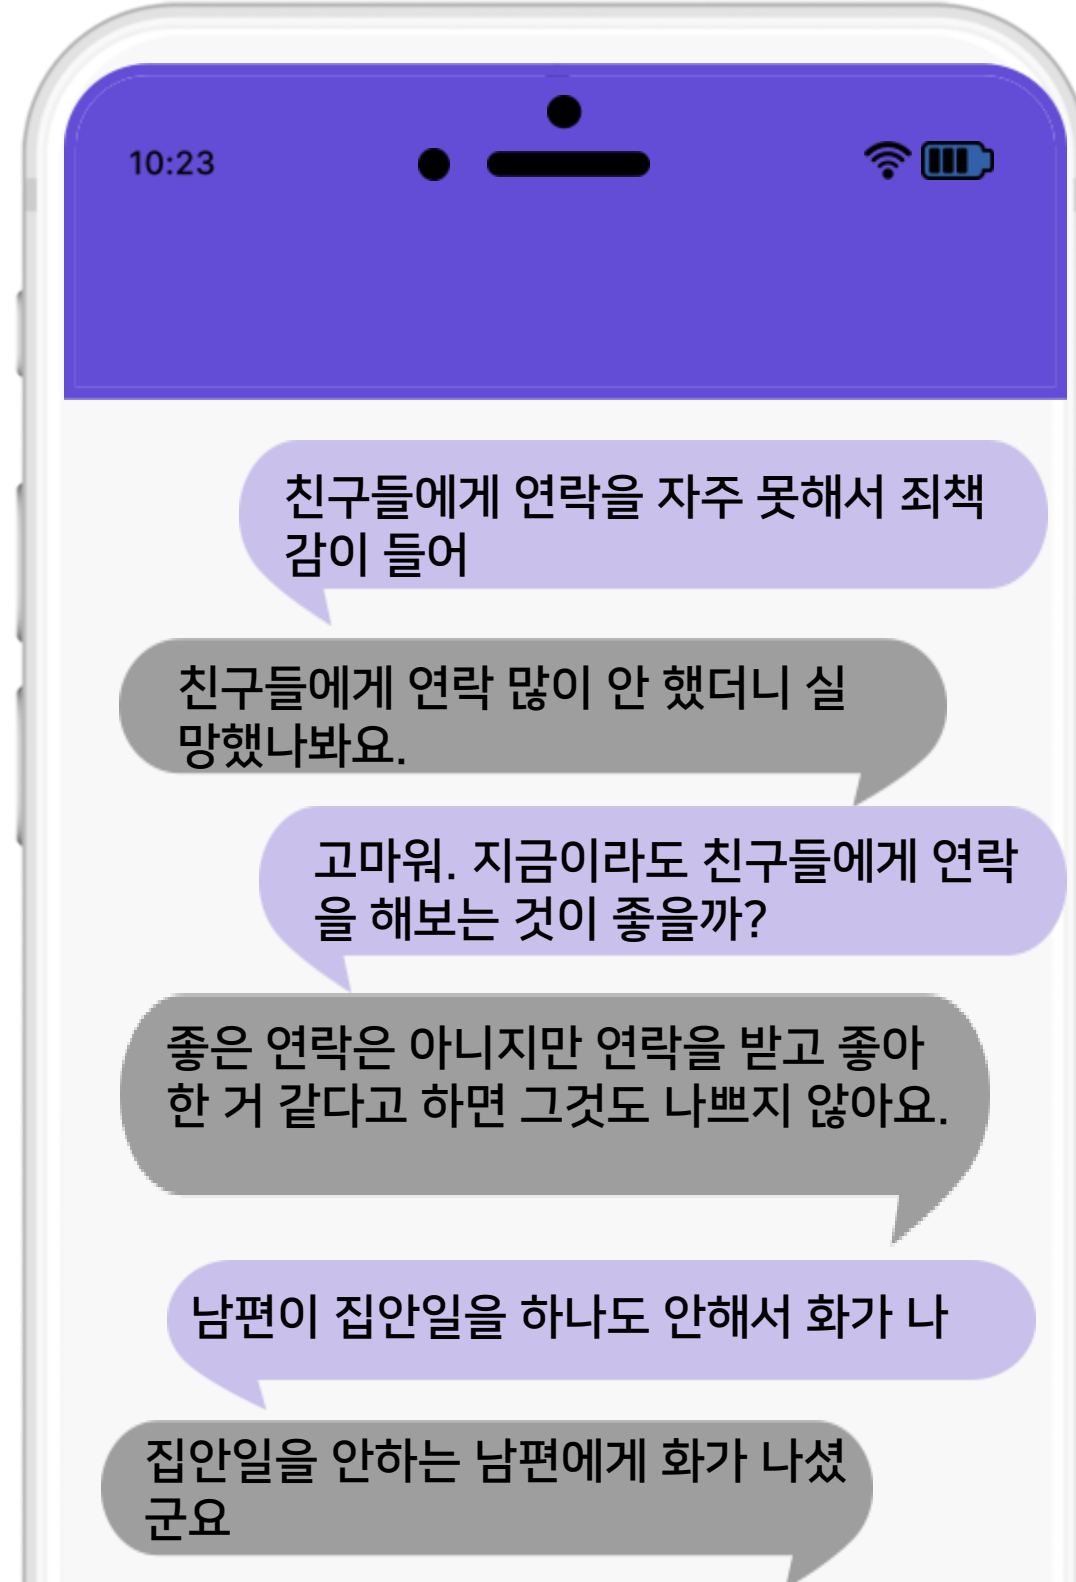 10:23
친구들에게 연락을 자주 못해서 죄책
감이 들어
친구들에게 연락 많이 안 했더니 실
망했나봐요.
고마워. 지금이라도 친구들에게 연락
을 해보는 것이 좋을까?
좋은 연락은 아니지만 연락을 받고 좋아
한 거 같다고 하면 그것도 나쁘지 않아요.
남편이 집안일을 하나도 안해서 화가 나
집안일을 안하는 남편에게 화가 나셨
군요